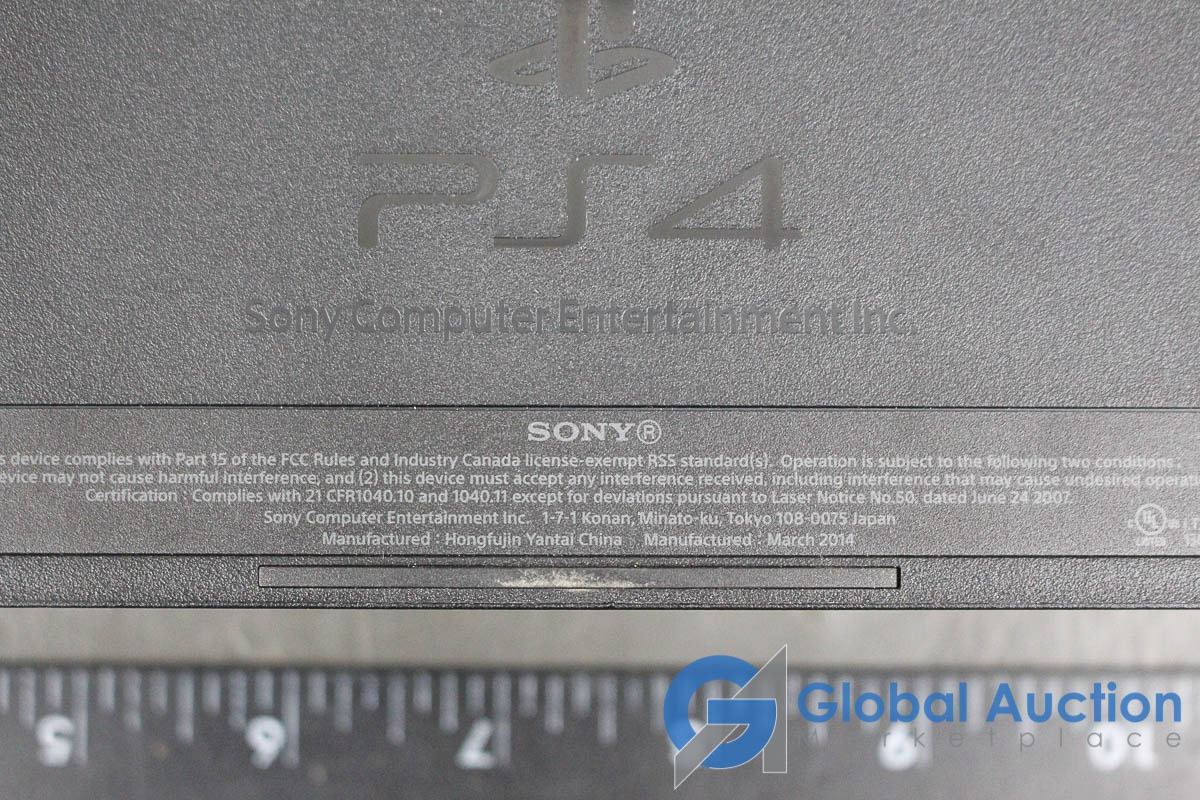 PS4
Sony Computer Entertainment Inc.
SONY®
s device complies with Part 15 of the FCC Rules and Industry Canada license-exempt RSS standard(s). Operation is subject to the following two conditions
evice may not cause harmful interference, and (2) this device must accept any interference received, including interference that may cause undesired operati
Certification : Complies with 21 CFR1040.10 and 1040.11 except for deviations pursuant to Laser Notice No.50, dated June 24 2007.
Sony Computer Entertainment Inc. 1-7-1 Konan, Minato-ku, Tokyo 108-0075 Japan
Manufactured : Hongfujin Yantai China Manufactured : March 2014
5 6 7 9 10
Global Auction
Marketplace